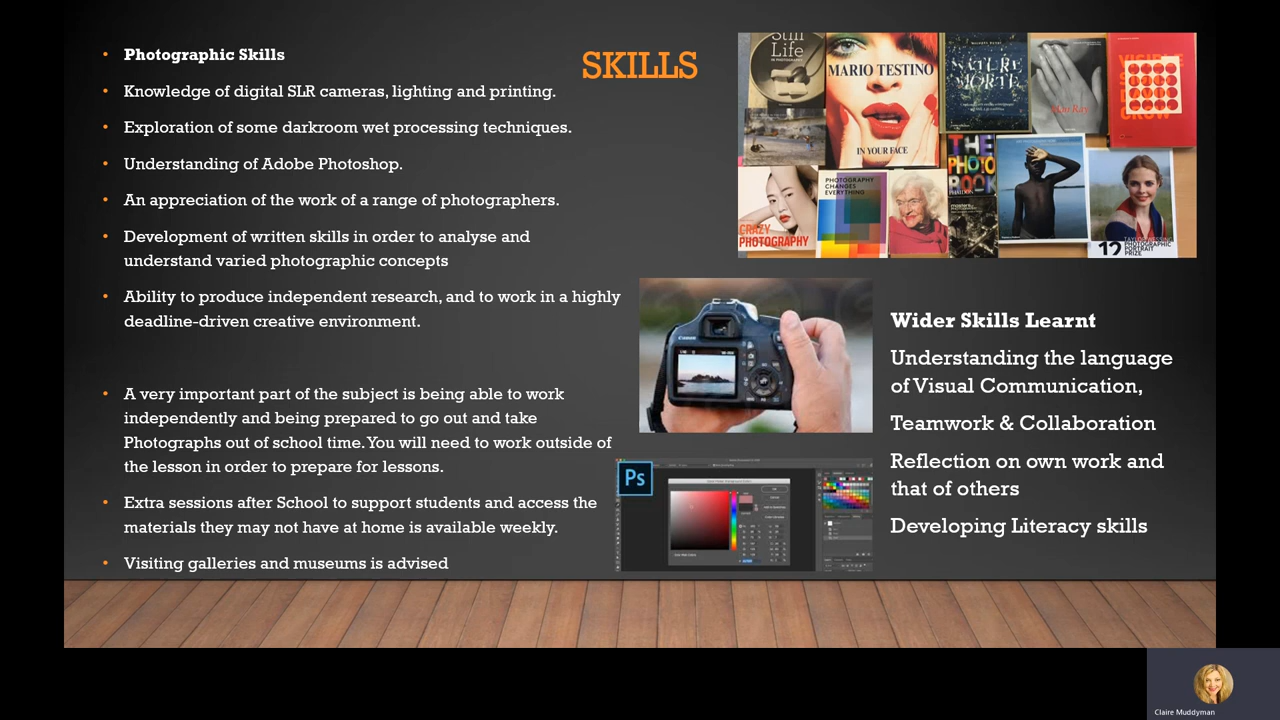 SKILLS
Photographic Skills
Knowledge of digital SLR cameras, lighting and printing.
Exploration of some darkroom wet processing techniques.
Understanding of Adobe Photoshop.
An appreciation of the work of a range of photographers.
Development of written skills in order to analyse and
understand varied photographic concepts
Ability to produce independent research, and to work in a highly
deadline-driven creative environment.
A very important part of the subject is being able to work
independently and being prepared to go out and take
Photographs out of school time. You will need to work outside of
the lesson in order to prepare for lessons.
Extra sessions after School to support students and access the
materials they may not have at home is available weekly.
Visiting galleries and museums is advised
Still
Life
MARIO TESTINO
IN YOUR FACE
NATURE
MORTE
Man Ray
THE
PHOTO
BOOK
PHAIDON
CRAZY
PHOTOGRAPHY
PHOTOGRAPHY
CHANGES
EVERYTHING
12
PHOTOGRAPHIC
PORTRAIT
PRIZE
Canon
Ps
Wider Skills Learnt
Understanding the language
of Visual Communication,
Teamwork & Collaboration
Reflection on own work and
that of others
Developing Literacy skills
Claire Muddyman